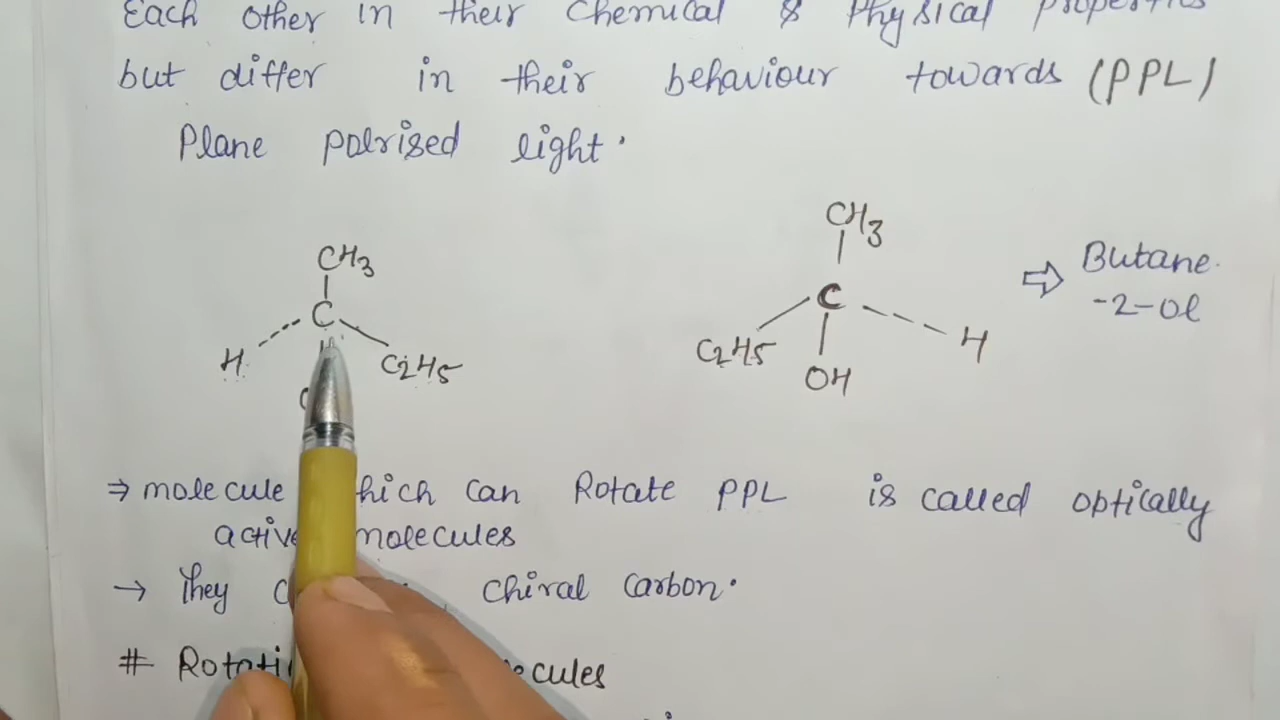 Each other in their Chemical & Physical Properties
but differ in their behaviour towards (PPL)
Plane polrised light.
CH3
C
H
C2H5
CH3
C
C2H5
H
OH
⇨ Butane
-2-ol
⇒ molecule which can Rotate PPL is called optically
active molecules
→ They chiral carbon.
# Rotati